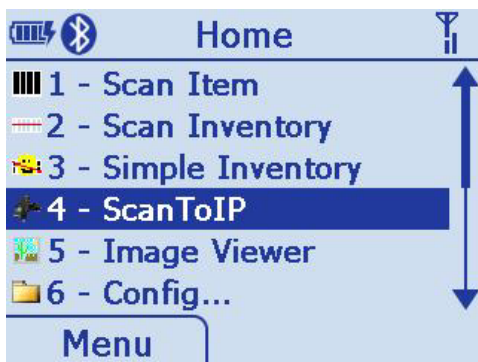 Home
1 - Scan Item
2 - Scan Inventory
3 - Simple Inventory
4 - ScanToIP
5 - Image Viewer
6 - Config...
Menu